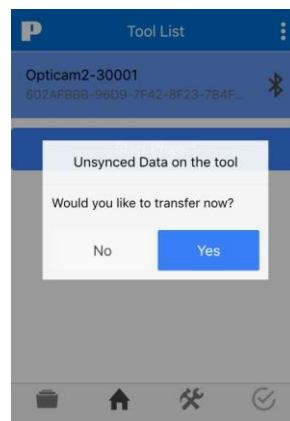 P
Tool List
Opticam2-30001
602AFBBB-96D9-7F42-8F23-7B4F...
Unsynced Data on the tool
Would you like to transfer now?
No
Yes